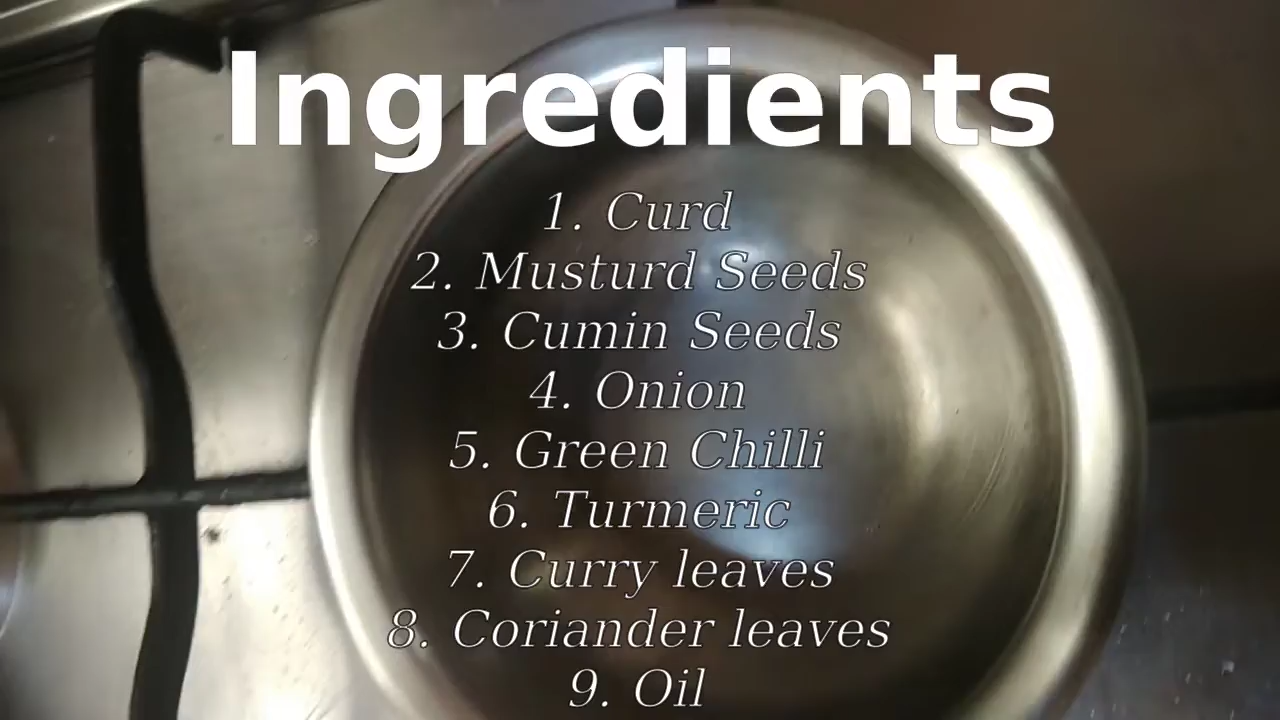 Ingredients
1. Curd
2. Musturd Seeds
3. Cumin Seeds
4. Onion
5. Green Chilli
6. Turmeric
7. Curry leaves
8. Coriander leaves
9. Oil